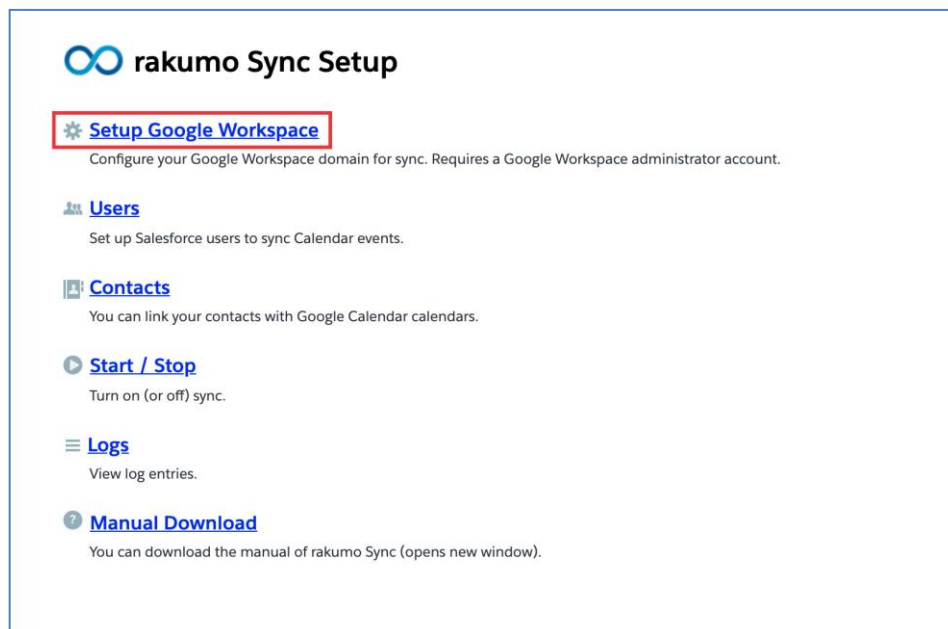 rakumo Sync Setup
Setup Google Workspace
Configure your Google Workspace domain for sync. Requires a Google Workspace administrator account.
Users
Set up Salesforce users to sync Calendar events.
Contacts
You can link your contacts with Google Calendar calendars.
Start / Stop
Turn on (or off) sync.
Logs
View log entries.
Manual Download
You can download the manual of rakumo Sync (opens new window).